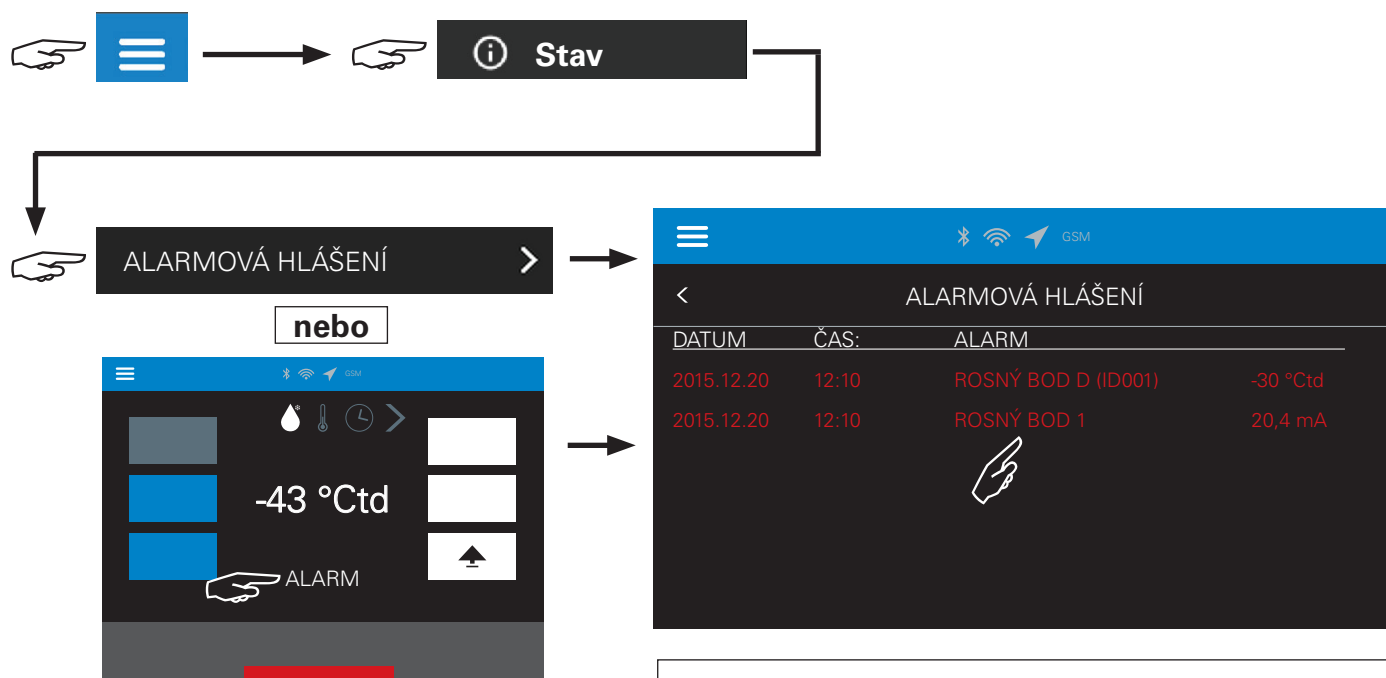 Stav
ALARMOVÁ HLÁŠENÍ
nebo
GSM
-43 °Ctd
ALARM
GSM
ALARMOVÁ HLÁŠENÍ
DATUM ČAS: ALARM
2015.12.20 12:10 ROSNÝ BOD D (ID001) -30 °Ctd
2015.12.20 12:10 ROSNÝ BOD 1 20,4 mA